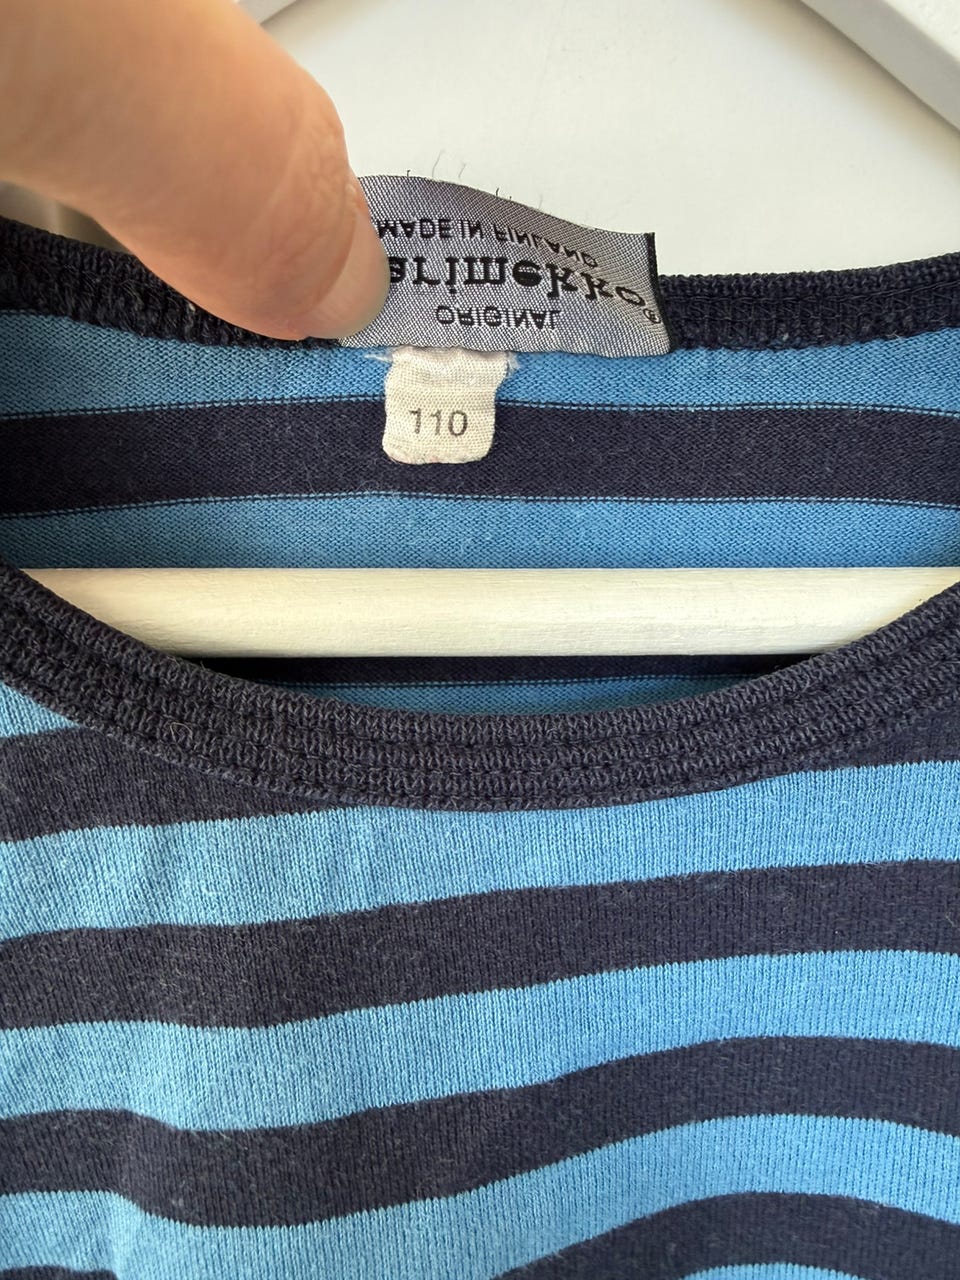 ORIGINAL
arimekko®
MADE IN FINLAND
110